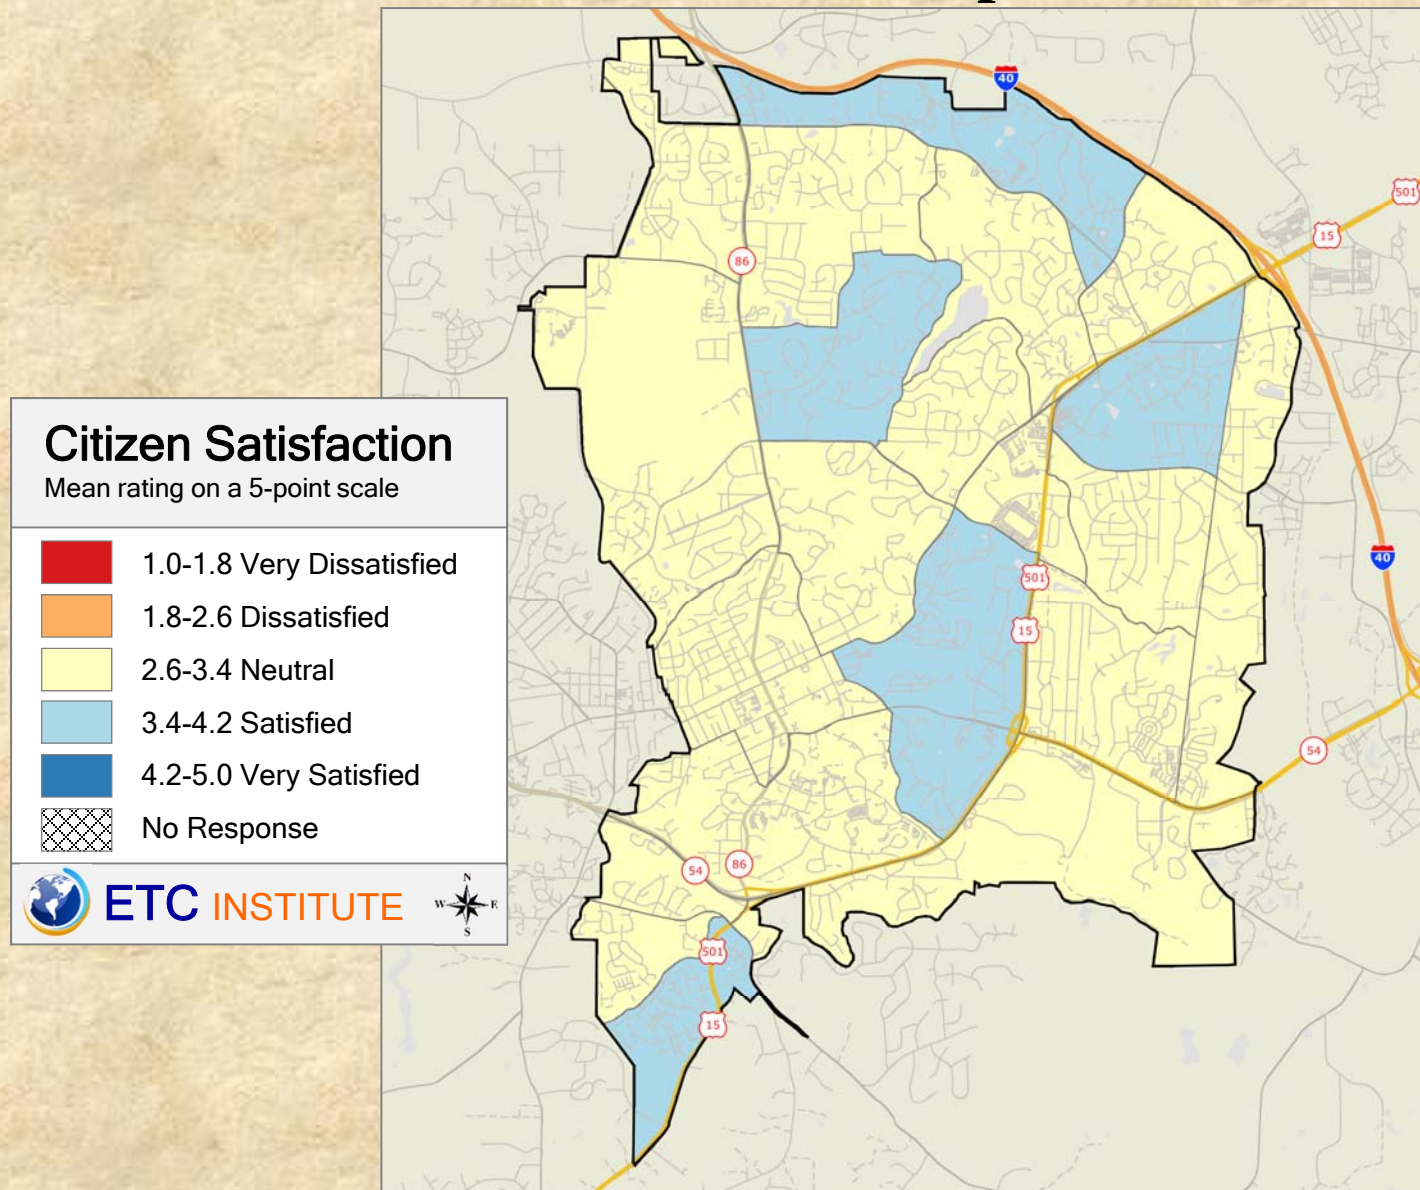 40
501
15
86
Citizen Satisfaction
Mean rating on a 5-point scale
1.0-1.8 Very Dissatisfied
1.8-2.6 Dissatisfied
2.6-3.4 Neutral
3.4-4.2 Satisfied
4.2-5.0 Very Satisfied
No Response
ETC INSTITUTE
N
W E
S
40
501
15
54
54
86
501
15